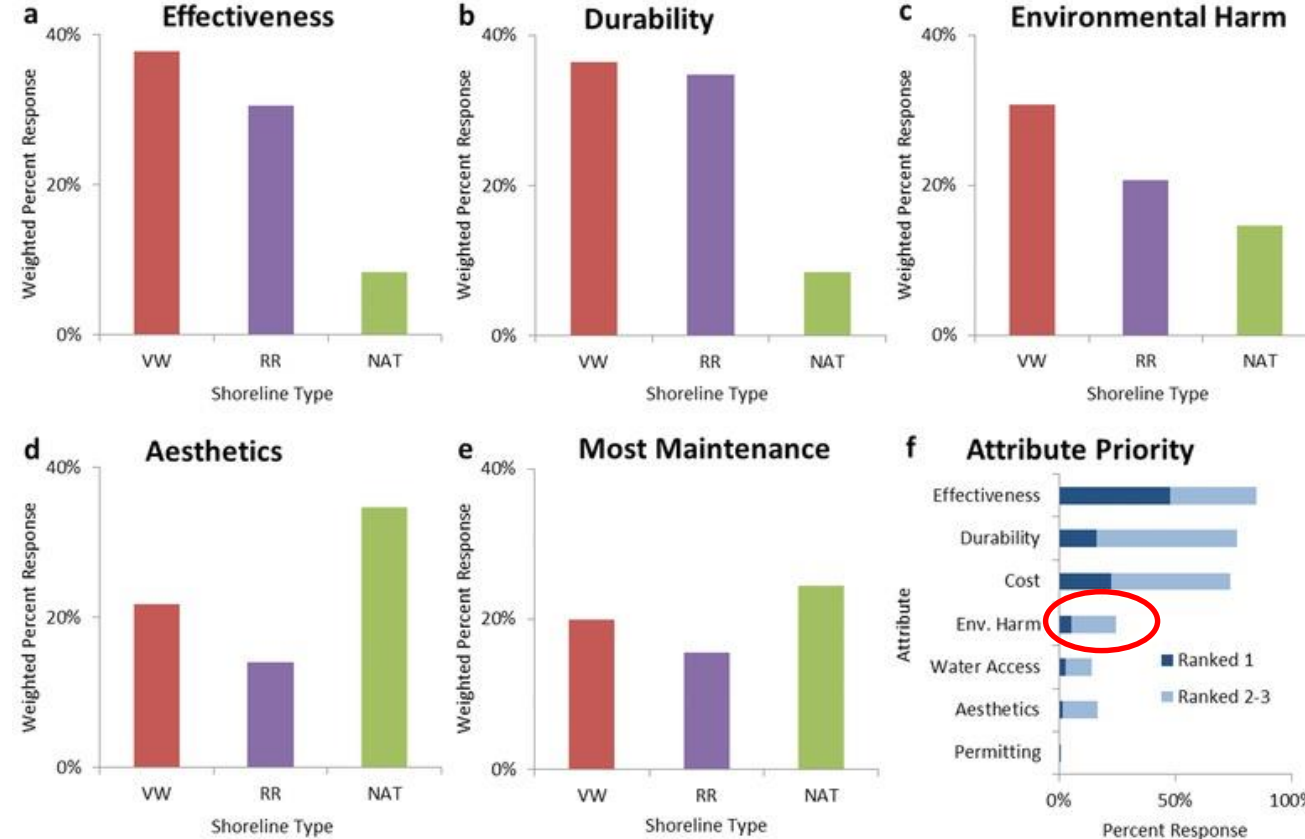 a Effectiveness
40%
20%
0%
Weighted Percent Response
VW RR NAT
Shoreline Type
b Durability
40%
20%
0%
Weighted Percent Response
VW RR NAT
Shoreline Type
c Environmental Harm
40%
20%
0%
Weighted Percent Response
VW RR NAT
Shoreline Type
d Aesthetics
40%
20%
0%
Weighted Percent Response
VW RR NAT
Shoreline Type
e Most Maintenance
40%
20%
0%
Weighted Percent Response
VW RR NAT
Shoreline Type
f Attribute Priority
Attribute
Effectiveness
Durability
Cost
Env. Harm
Water Access
Aesthetics
Permitting
Ranked 1
Ranked 2-3
0% 50% 100%
Percent Response